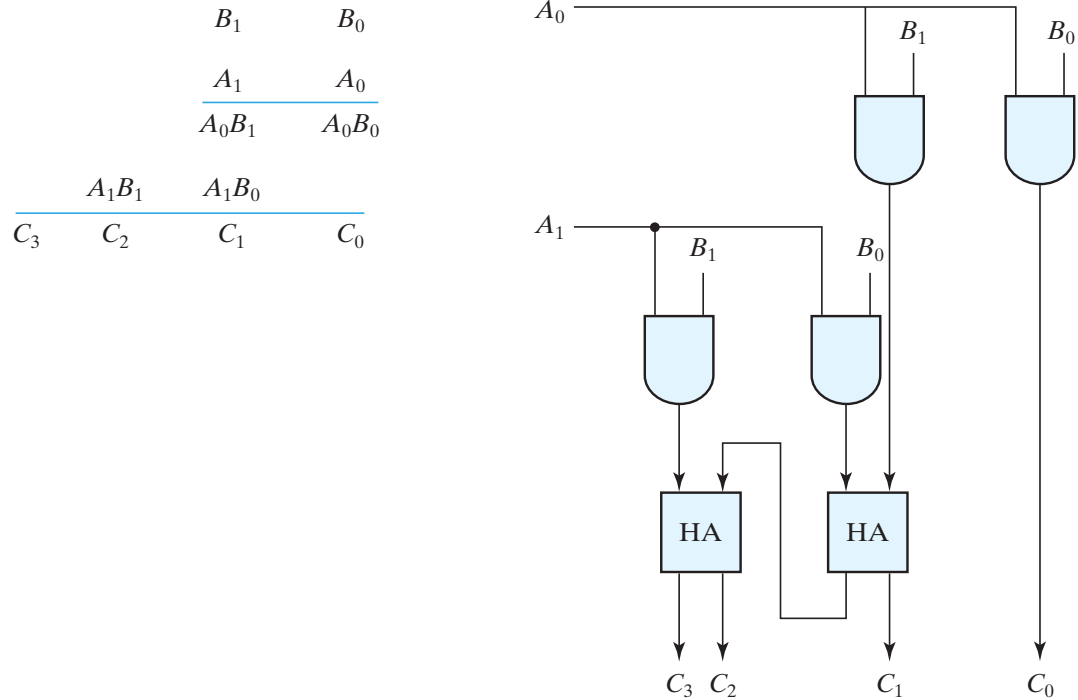 B₁ B₀
A₁ A₀
A₀B₁ A₀B₀
A₁B₁ A₁B₀
C₃ C₂ C₁ C₀
A₀
B₁ B₀
A₁
B₁ B₀
HA HA
C₃ C₂ C₁ C₀